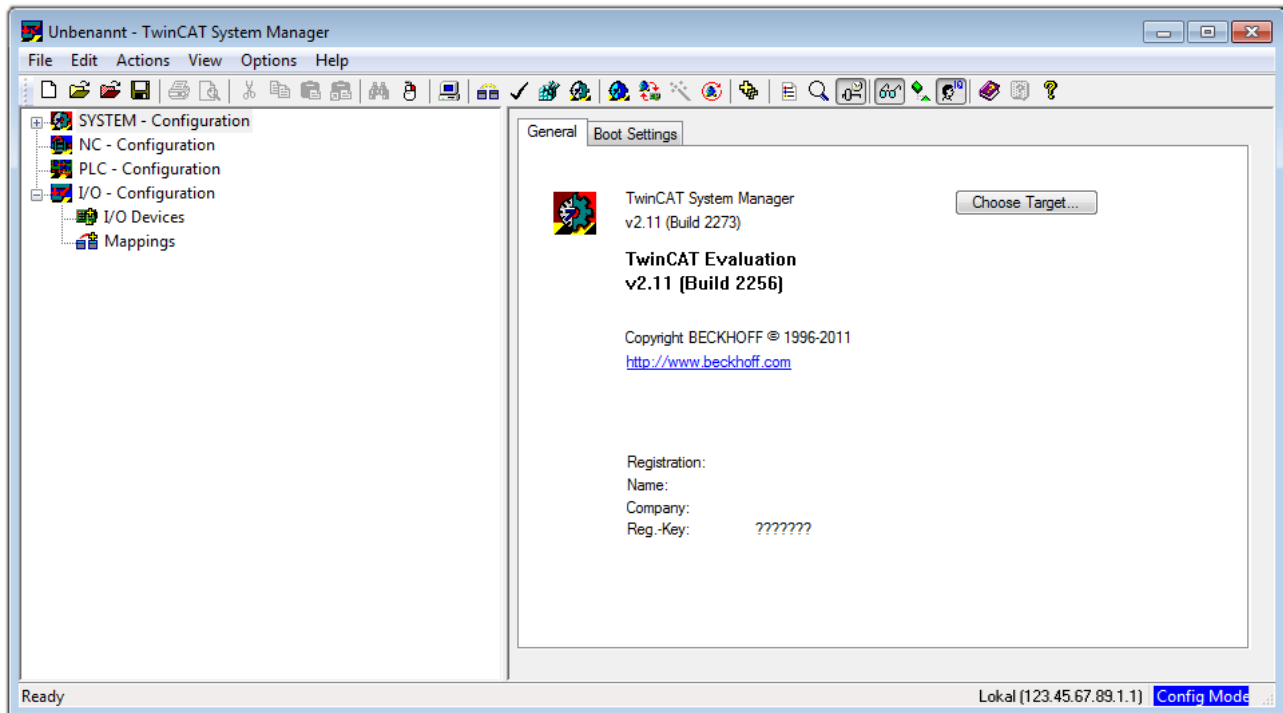 Unbenannt - TwinCAT System Manager
File Edit Actions View Options Help
SYSTEM - Configuration
NC - Configuration
PLC - Configuration
I/O - Configuration
I/O Devices
Mappings
General Boot Settings
TwinCAT System Manager
v2.11 (Build 2273)
Choose Target...
TwinCAT Evaluation
v2.11 (Build 2256)
Copyright BECKHOFF © 1996-2011
http://www.beckhoff.com
Registration:
Name:
Company:
Reg.-Key: ???????
Ready Lokal (123.45.67.89.1.1) Config Mode